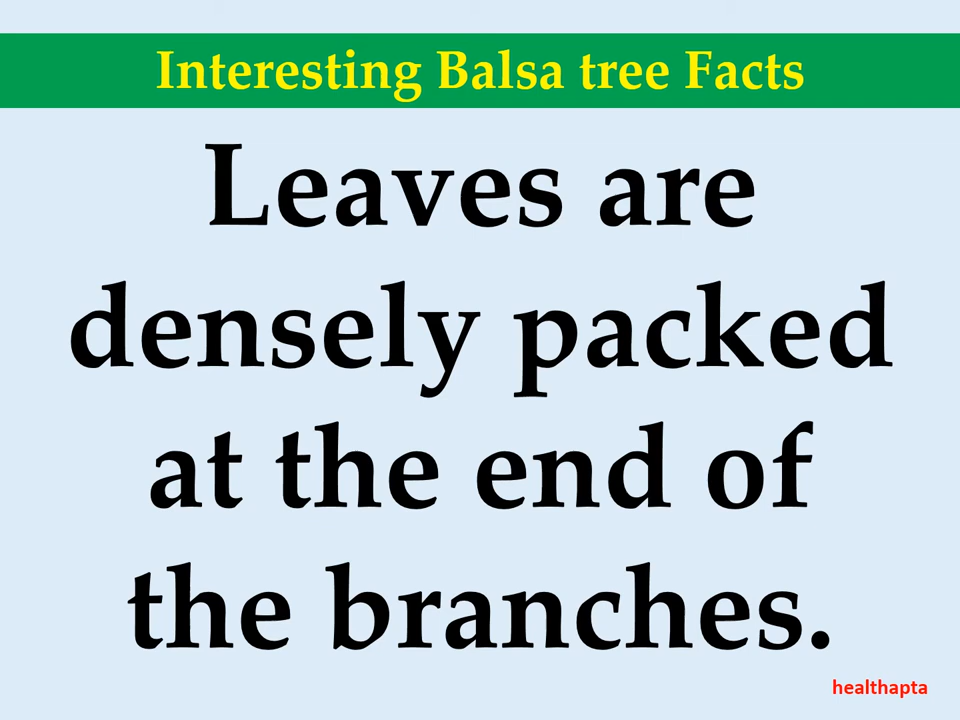 Interesting Balsa tree Facts
Leaves are
densely packed
at the end of
the branches.
healthapta